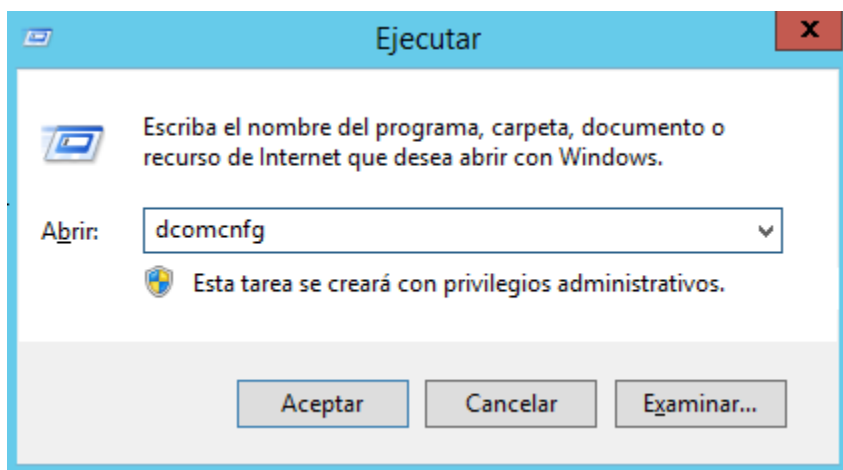 Ejecutar
x
Escriba el nombre del programa, carpeta, documento o
recurso de Internet que desea abrir con Windows.
Abrir:
dcomcnfg
Esta tarea se creará con privilegios administrativos.
Aceptar
Cancelar
Examinar...